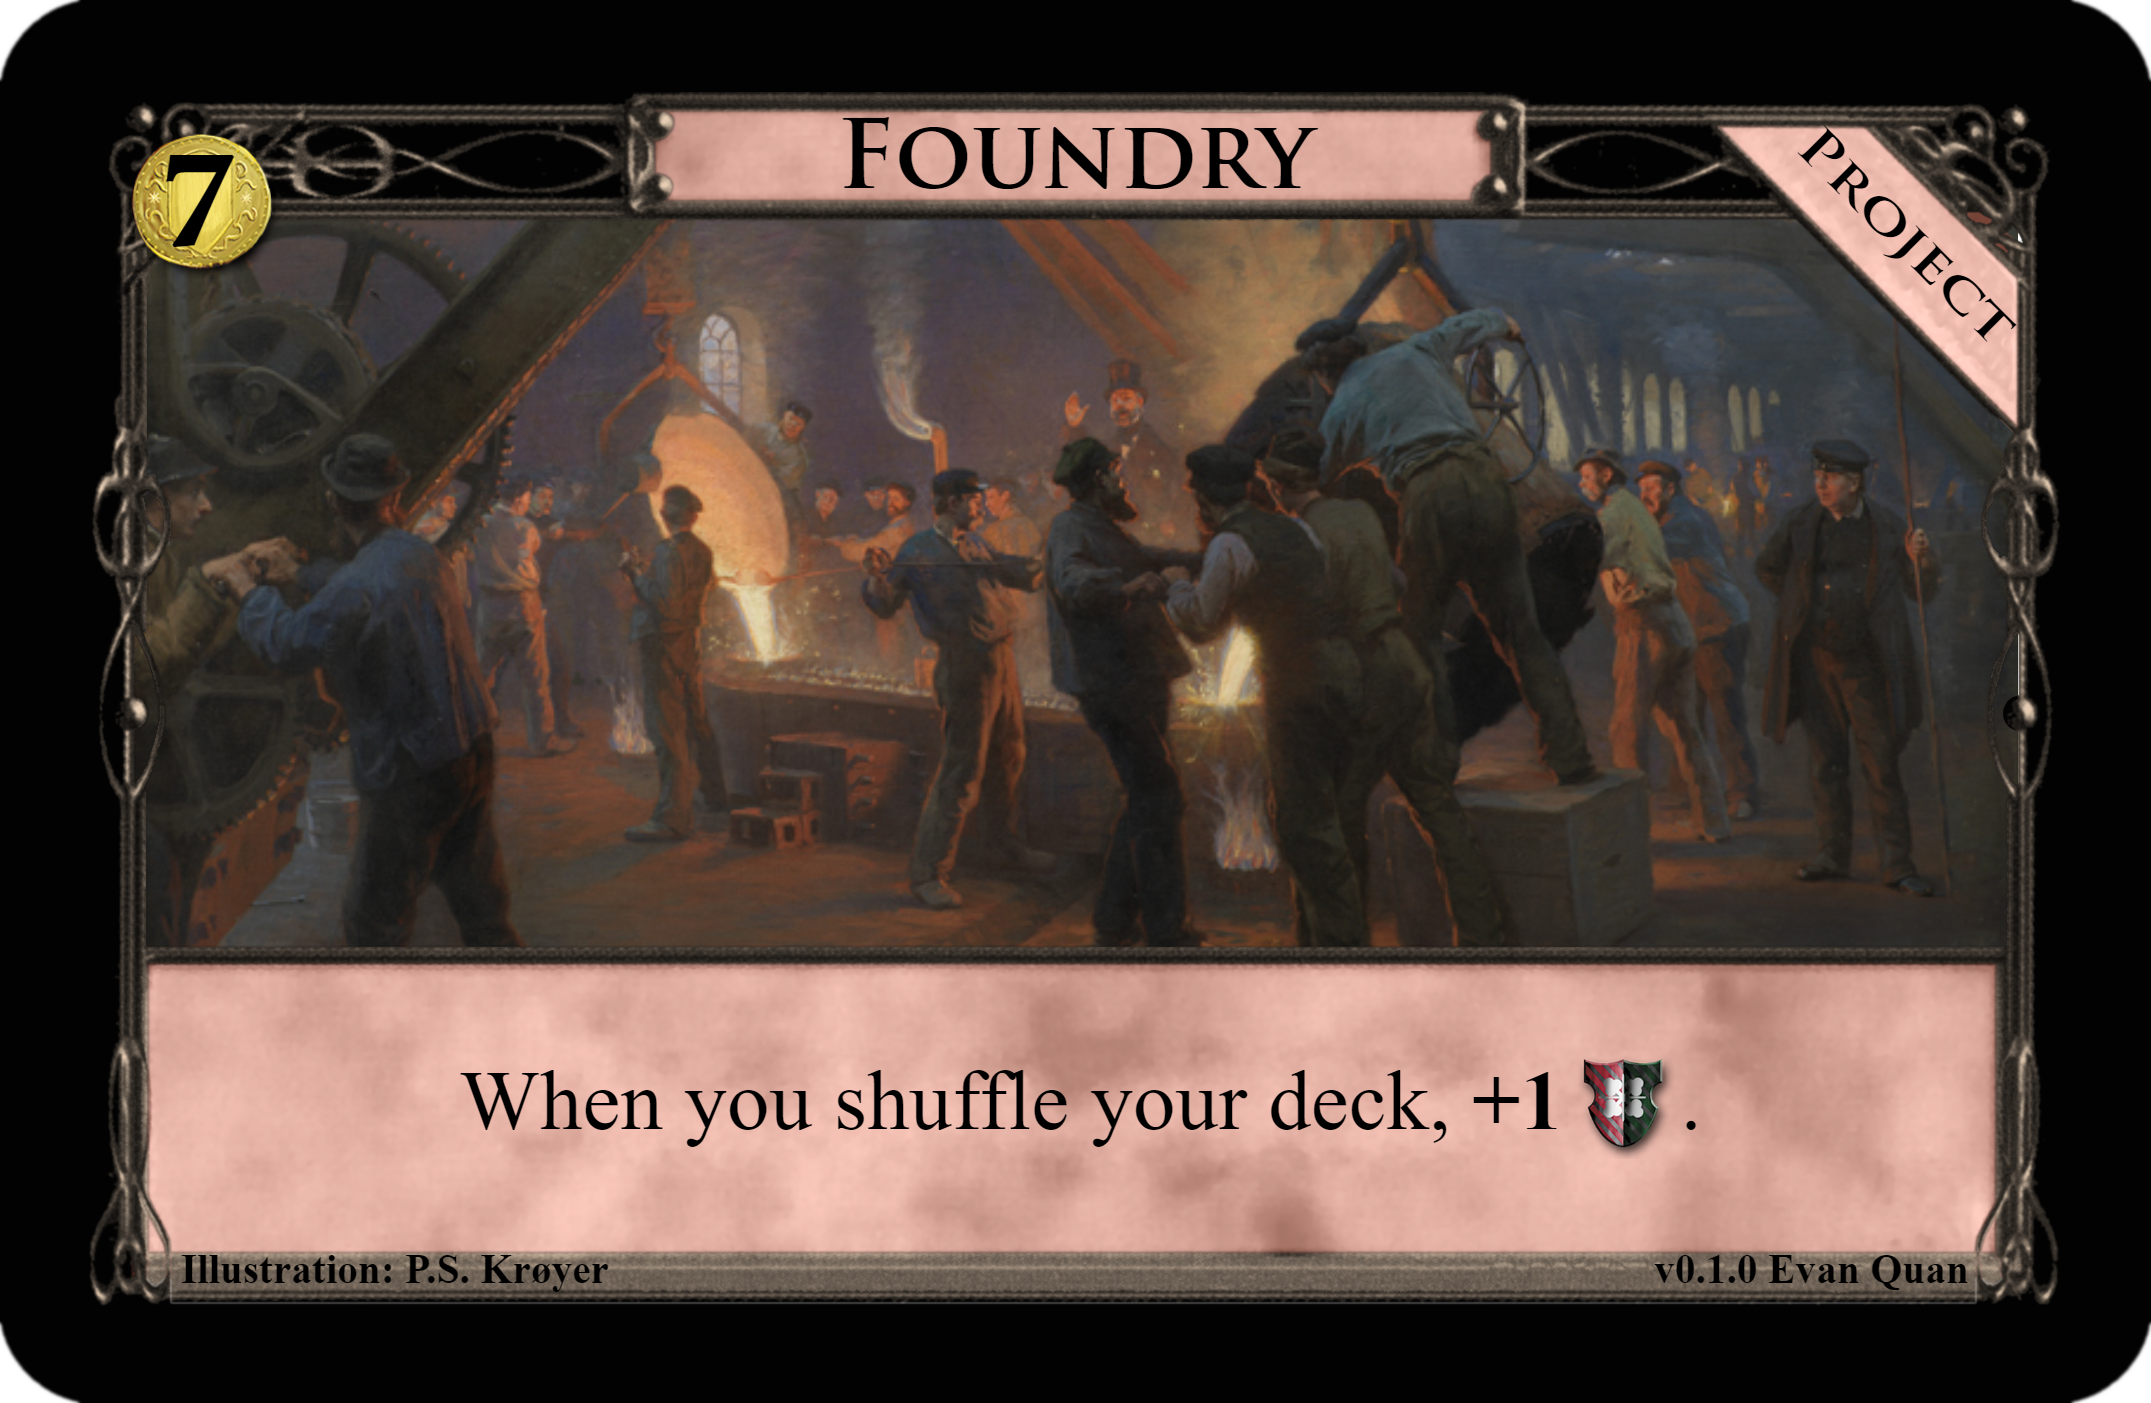 7
FOUNDRY
PROJECT
When you shuffle your deck, +1 .
Illustration: P.S. Krøyer
v0.1.0 Evan Quan